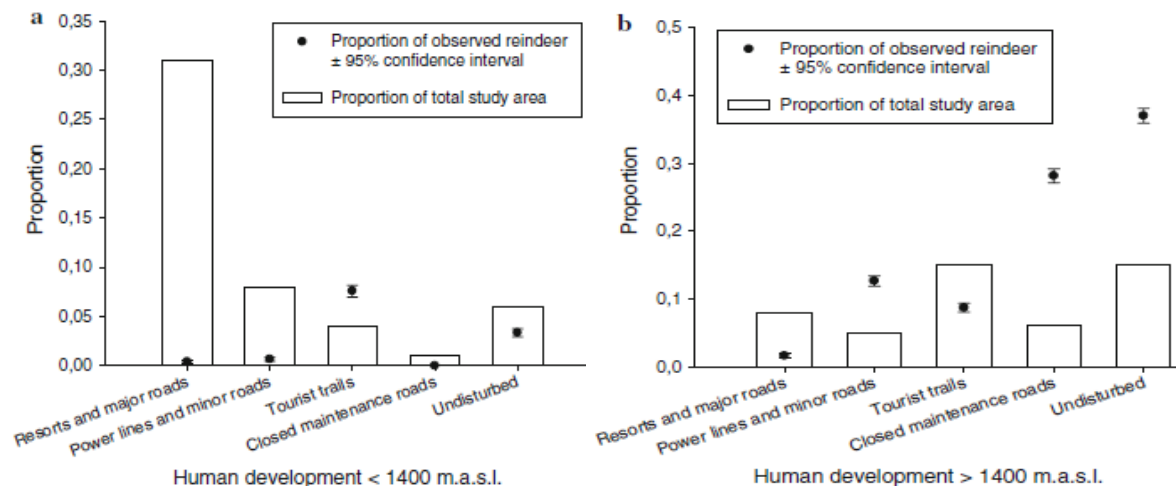 a
0,35
0,30
0,25
0,20
0,15
0,10
0,05
0,00
Proportion
Proportion of observed reindeer
± 95% confidence interval
Proportion of total study area
Resorts and major roads
Power lines and minor roads
Tourist trails
Closed maintenance roads
Undisturbed
Human development < 1400 m.a.s.l.
b
0,5
0,4
0,3
0,2
0,1
0,0
Proportion
Proportion of observed reindeer
± 95% confidence interval
Proportion of total study area
Resorts and major roads
Power lines and minor roads
Tourist trails
Closed maintenance roads
Undisturbed
Human development > 1400 m.a.s.l.